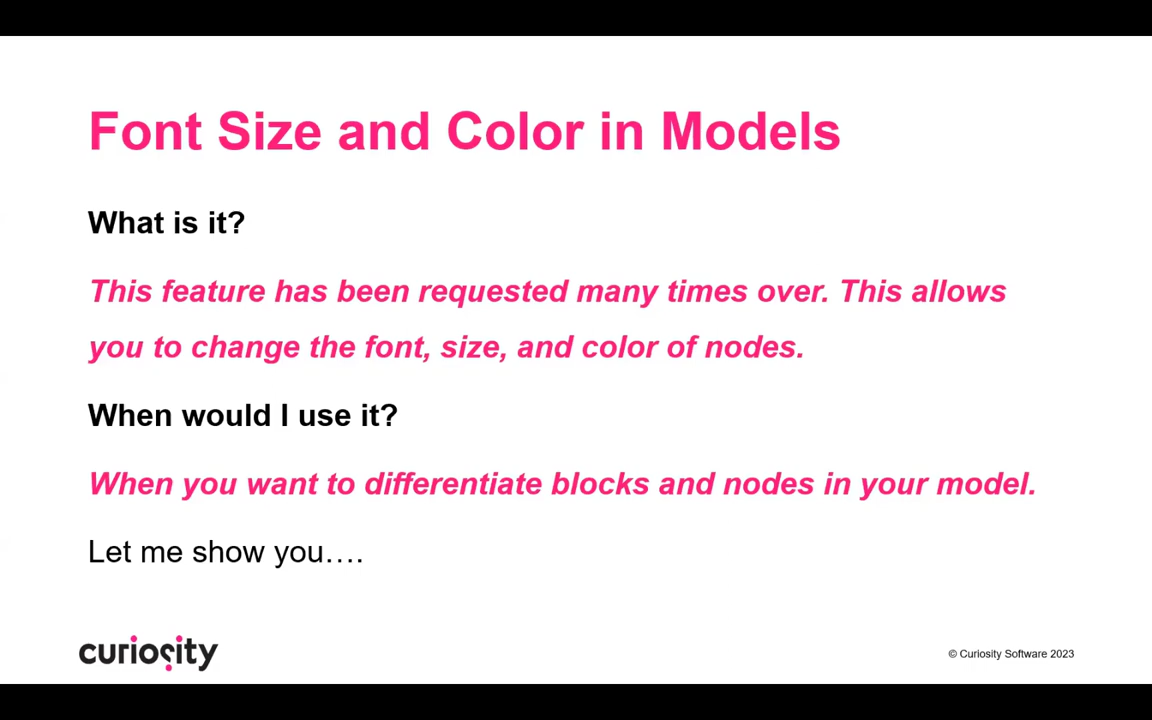 Font Size and Color in Models
What is it?
This feature has been requested many times over. This allows
you to change the font, size, and color of nodes.
When would I use it?
When you want to differentiate blocks and nodes in your model.
Let me show you….
curiosity
© Curiosity Software 2023